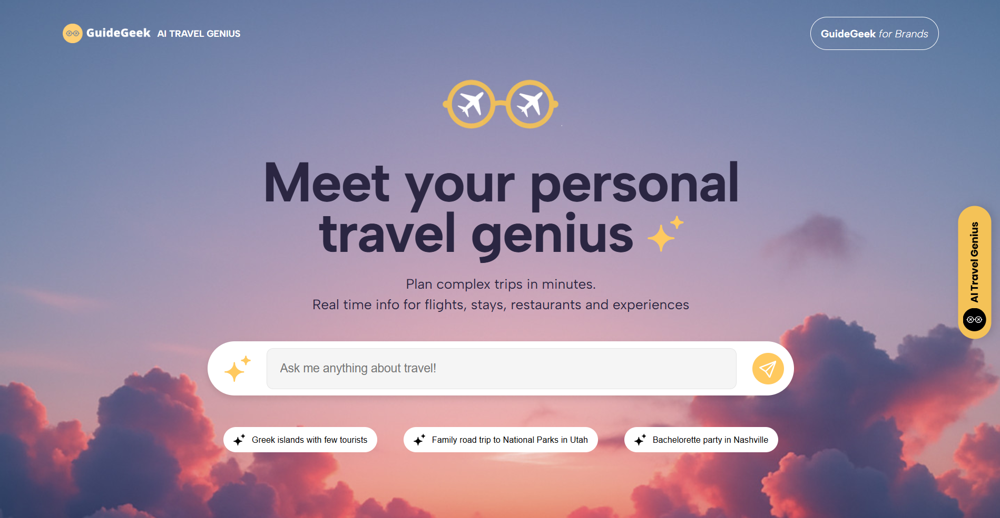 GuideGeek AI TRAVEL GENIUS
GuideGeek for Brands
Meet your personal
travel genius
Plan complex trips in minutes.
Real time info for flights, stays, restaurants and experiences
AI Travel Genius
Ask me anything about travel!
Greek islands with few tourists
Family road trip to National Parks in Utah
Bachelorette party in Nashville